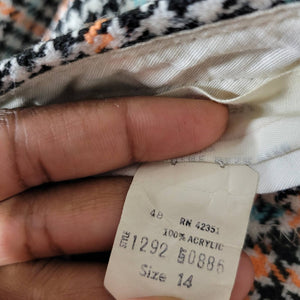 48 RN 42351
100% ACRYLIC
STYLE 1292 50886
Size 14